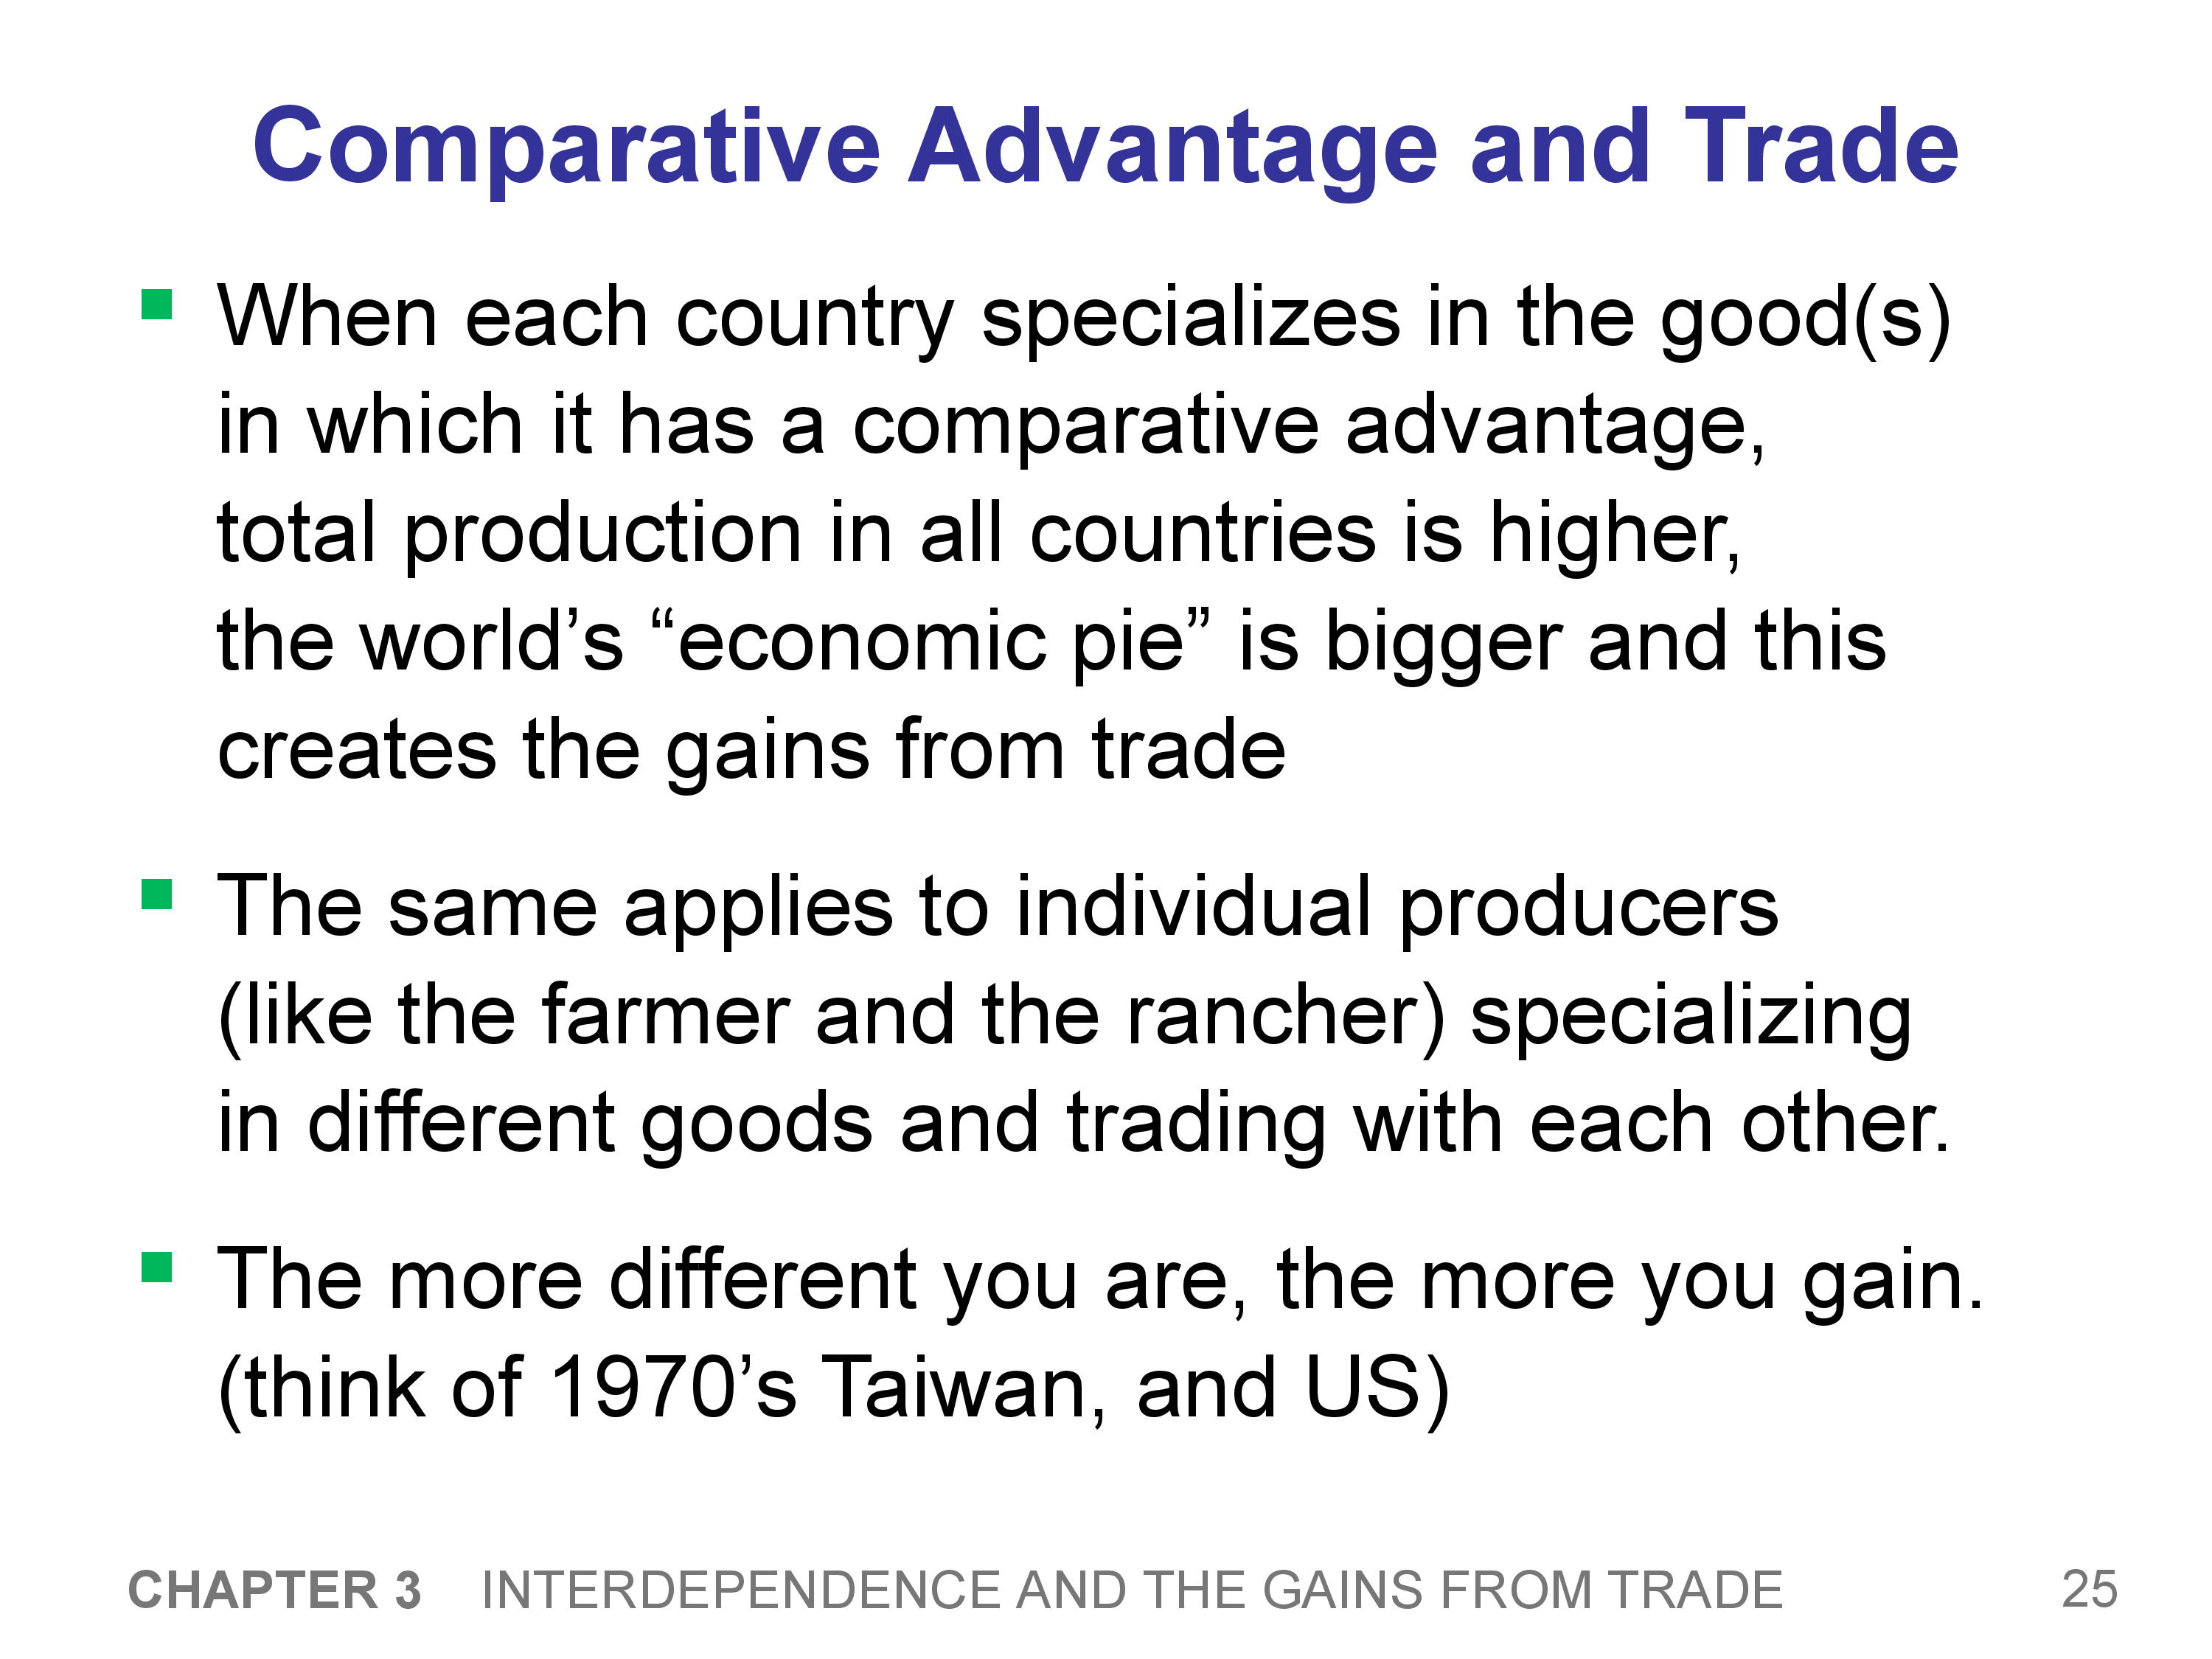 Comparative Advantage and Trade
When each country specializes in the good(s)
in which it has a comparative advantage,
total production in all countries is higher,
the world’s “economic pie” is bigger and this
creates the gains from trade
The same applies to individual producers
(like the farmer and the rancher) specializing
in different goods and trading with each other.
The more different you are, the more you gain.
(think of 1970’s Taiwan, and US)
CHAPTER 3 INTERDEPENDENCE AND THE GAINS FROM TRADE 25